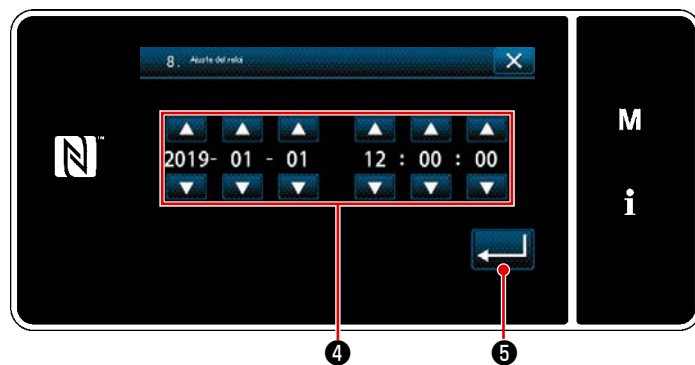 8. Ajuste del reloj
M
2019- 01 - 01 12 : 00 : 00
i
❹ ❺